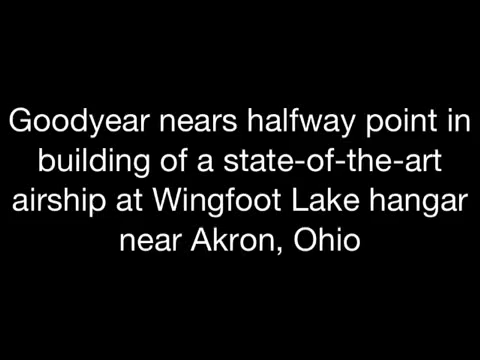 Goodyear nears halfway point in
building of a state-of-the-art
airship at Wingfoot Lake hangar
near Akron, Ohio